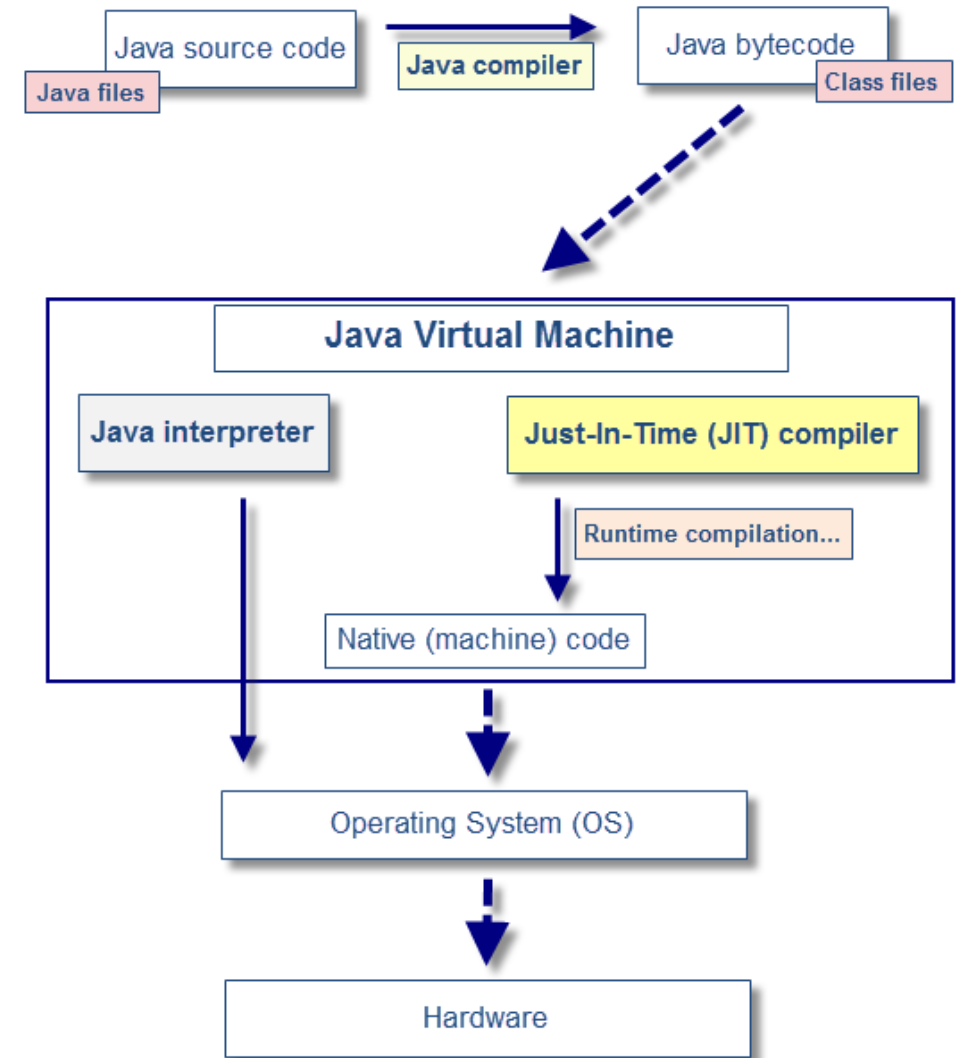 Java source code
Java files
Java compiler
Java bytecode
Class files
Java Virtual Machine
Java interpreter
Just-In-Time (JIT) compiler
Runtime compilation...
Native (machine) code
Operating System (OS)
Hardware